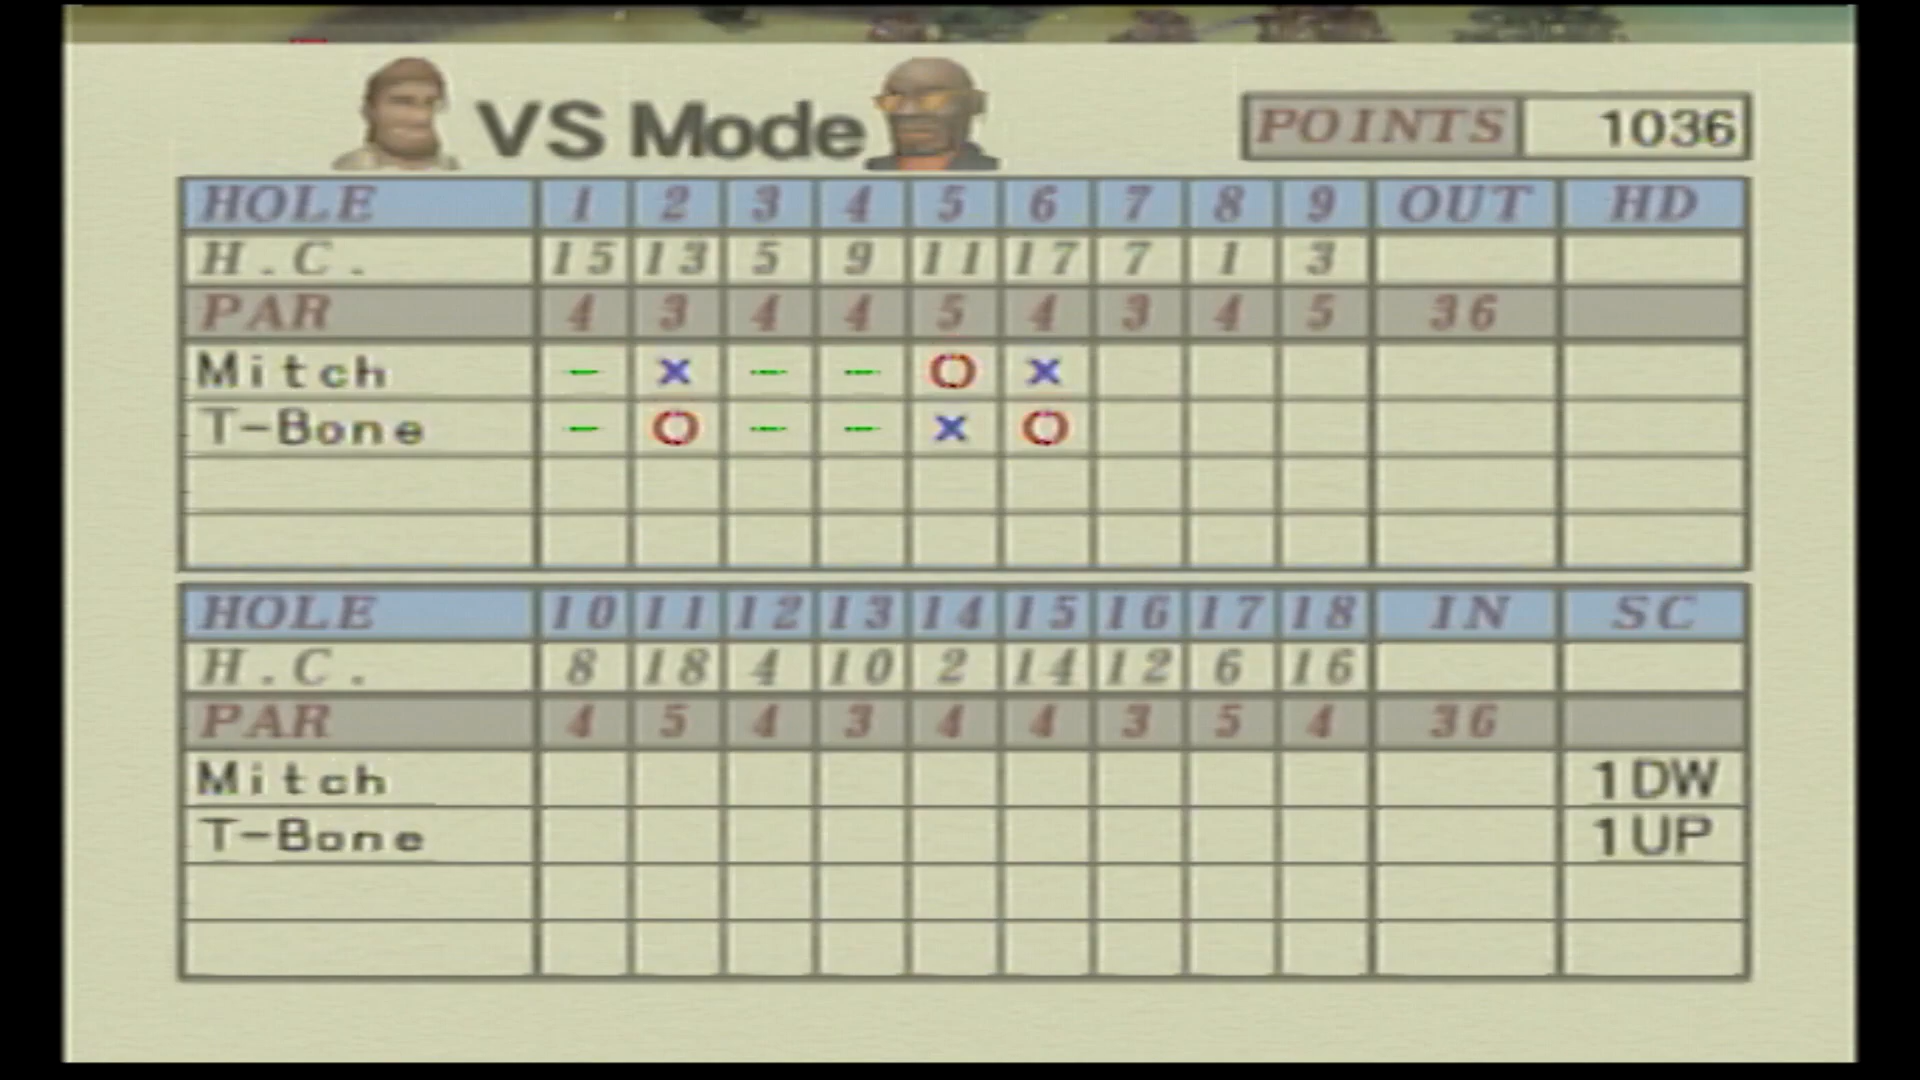 VS Mode POINTS 1036
HOLE 1 2 3 4 5 6 7 8 9 OUT HD
H.C. 15 13 5 9 11 17 7 1 3
PAR 4 3 4 4 5 4 3 4 5 36
Mitch - x - - O x
T-Bone - O - - x O
HOLE 10 11 12 13 14 15 16 17 18 IN SC
H.C. 8 18 4 10 2 14 12 6 16
PAR 4 5 4 3 4 4 3 5 4 36
Mitch 1DW
T-Bone 1UP